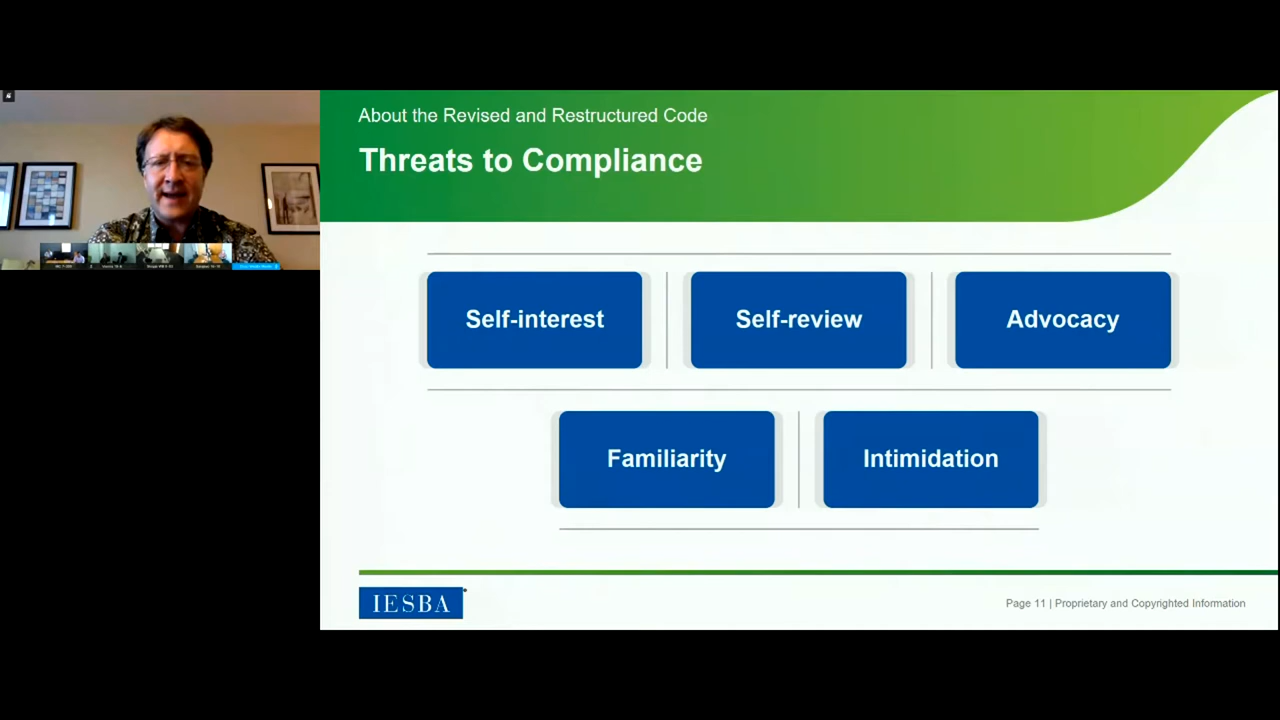 About the Revised and Restructured Code
Threats to Compliance
Self-interest
Self-review
Advocacy
Familiarity
Intimidation
IESBA
Page 11 | Proprietary and Copyrighted Information